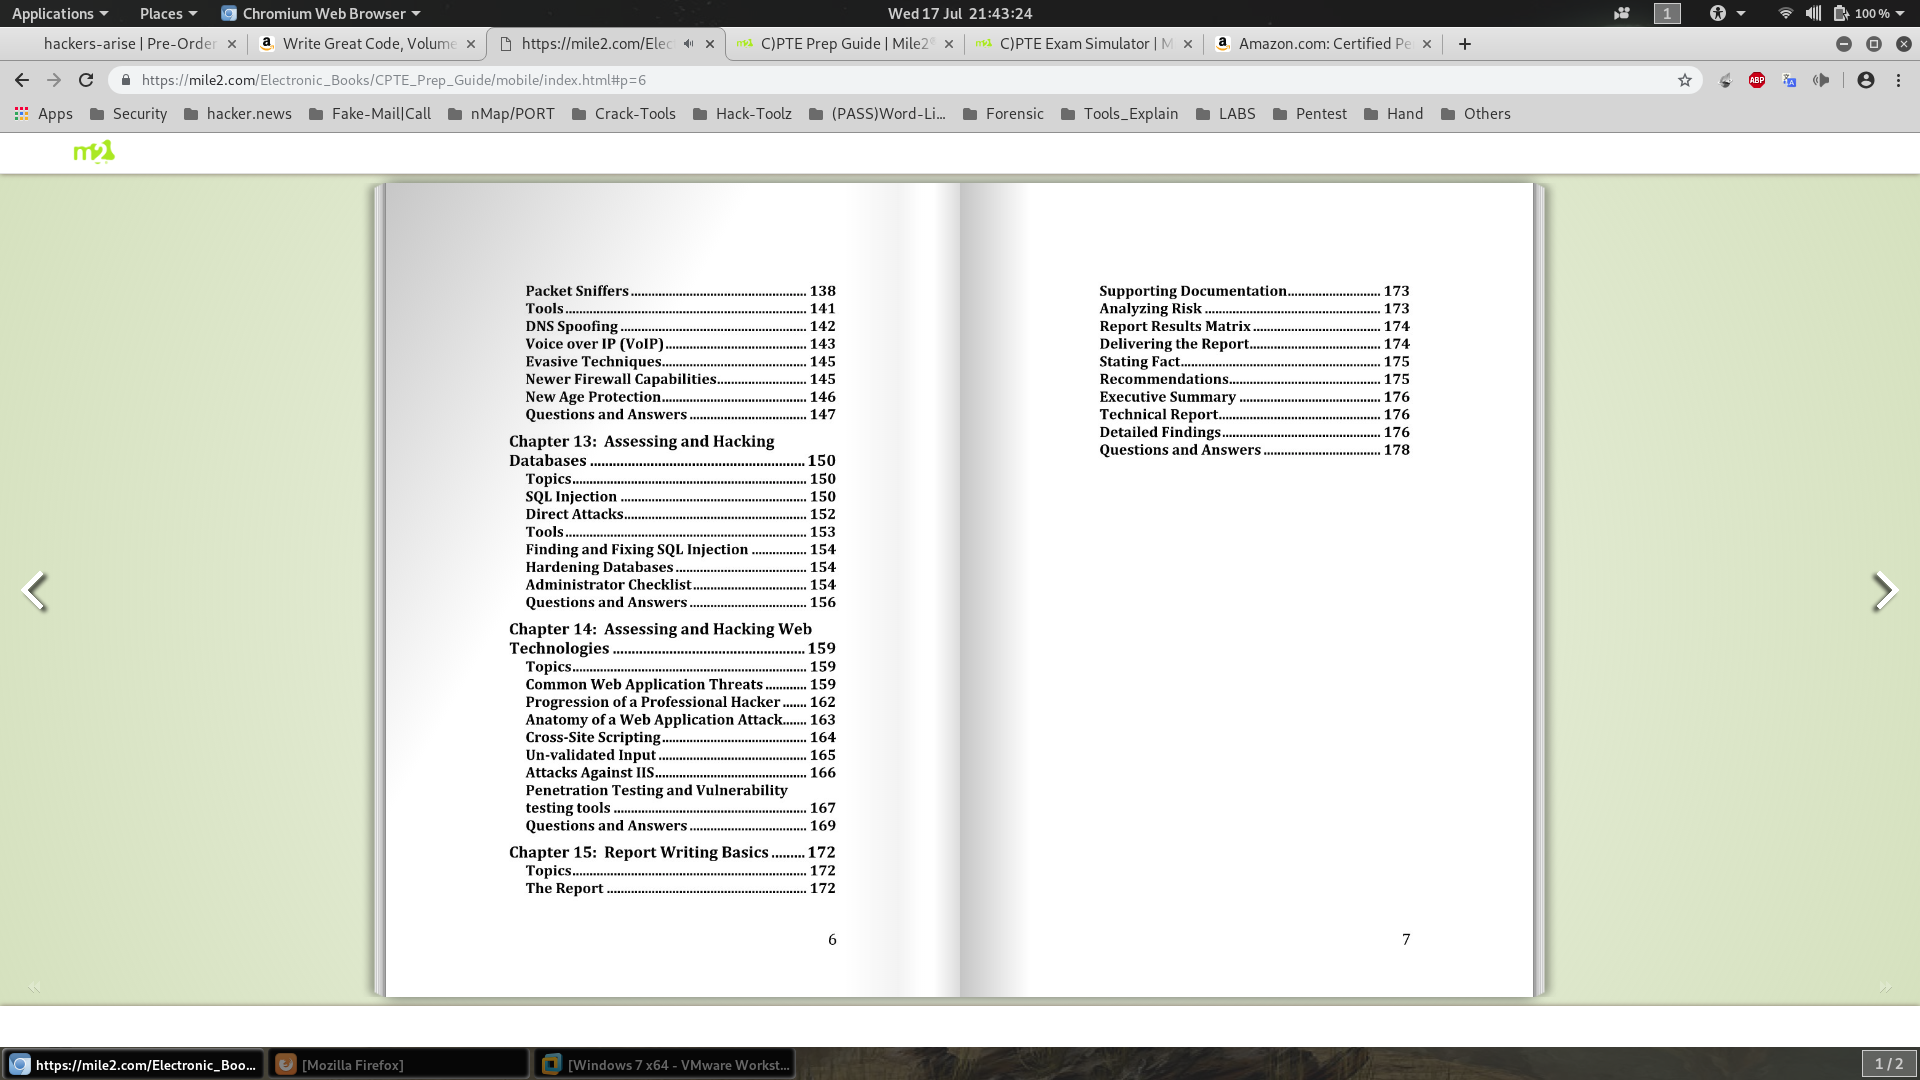 Applications Places Chromium Web Browser Wed 17 Jul 21:43:24 1 100 %
hackers-arise | Pre-Order Write Great Code, Volume https://mile2.com/Elec C)PTE Prep Guide | Mile2 C)PTE Exam Simulator | M Amazon.com: Certified Pe
https://mile2.com/Electronic_Books/CPTE_Prep_Guide/mobile/index.html#p=6 ABP
Apps Security hacker.news Fake-Mail|Call nMap/PORT Crack-Tools Hack-Toolz (PASS)Word-Li... Forensic Tools_Explain LABS Pentest Hand Others
m2
Packet Sniffers 138
Tools 141
DNS Spoofing 142
Voice over IP (VoIP) 143
Evasive Techniques 145
Newer Firewall Capabilities 145
New Age Protection 146
Questions and Answers 147
Chapter 13: Assessing and Hacking
Databases 150
Topics 150
SQL Injection 150
Direct Attacks 152
Tools 153
Finding and Fixing SQL Injection 154
Hardening Databases 154
Administrator Checklist 154
Questions and Answers 156
Chapter 14: Assessing and Hacking Web
Technologies 159
Topics 159
Common Web Application Threats 159
Progression of a Professional Hacker 162
Anatomy of a Web Application Attack 163
Cross-Site Scripting 164
Un-validated Input 165
Attacks Against IIS 166
Penetration Testing and Vulnerability
testing tools 167
Questions and Answers 169
Chapter 15: Report Writing Basics 172
Topics 172
The Report 172
6
Supporting Documentation 173
Analyzing Risk 173
Report Results Matrix 174
Delivering the Report 174
Stating Fact 175
Recommendations 175
Executive Summary 176
Technical Report 176
Detailed Findings 176
Questions and Answers 178
7
https://mile2.com/Electronic_Boo... [Mozilla Firefox] [Windows 7 x64 - VMware Workst... 1 / 2